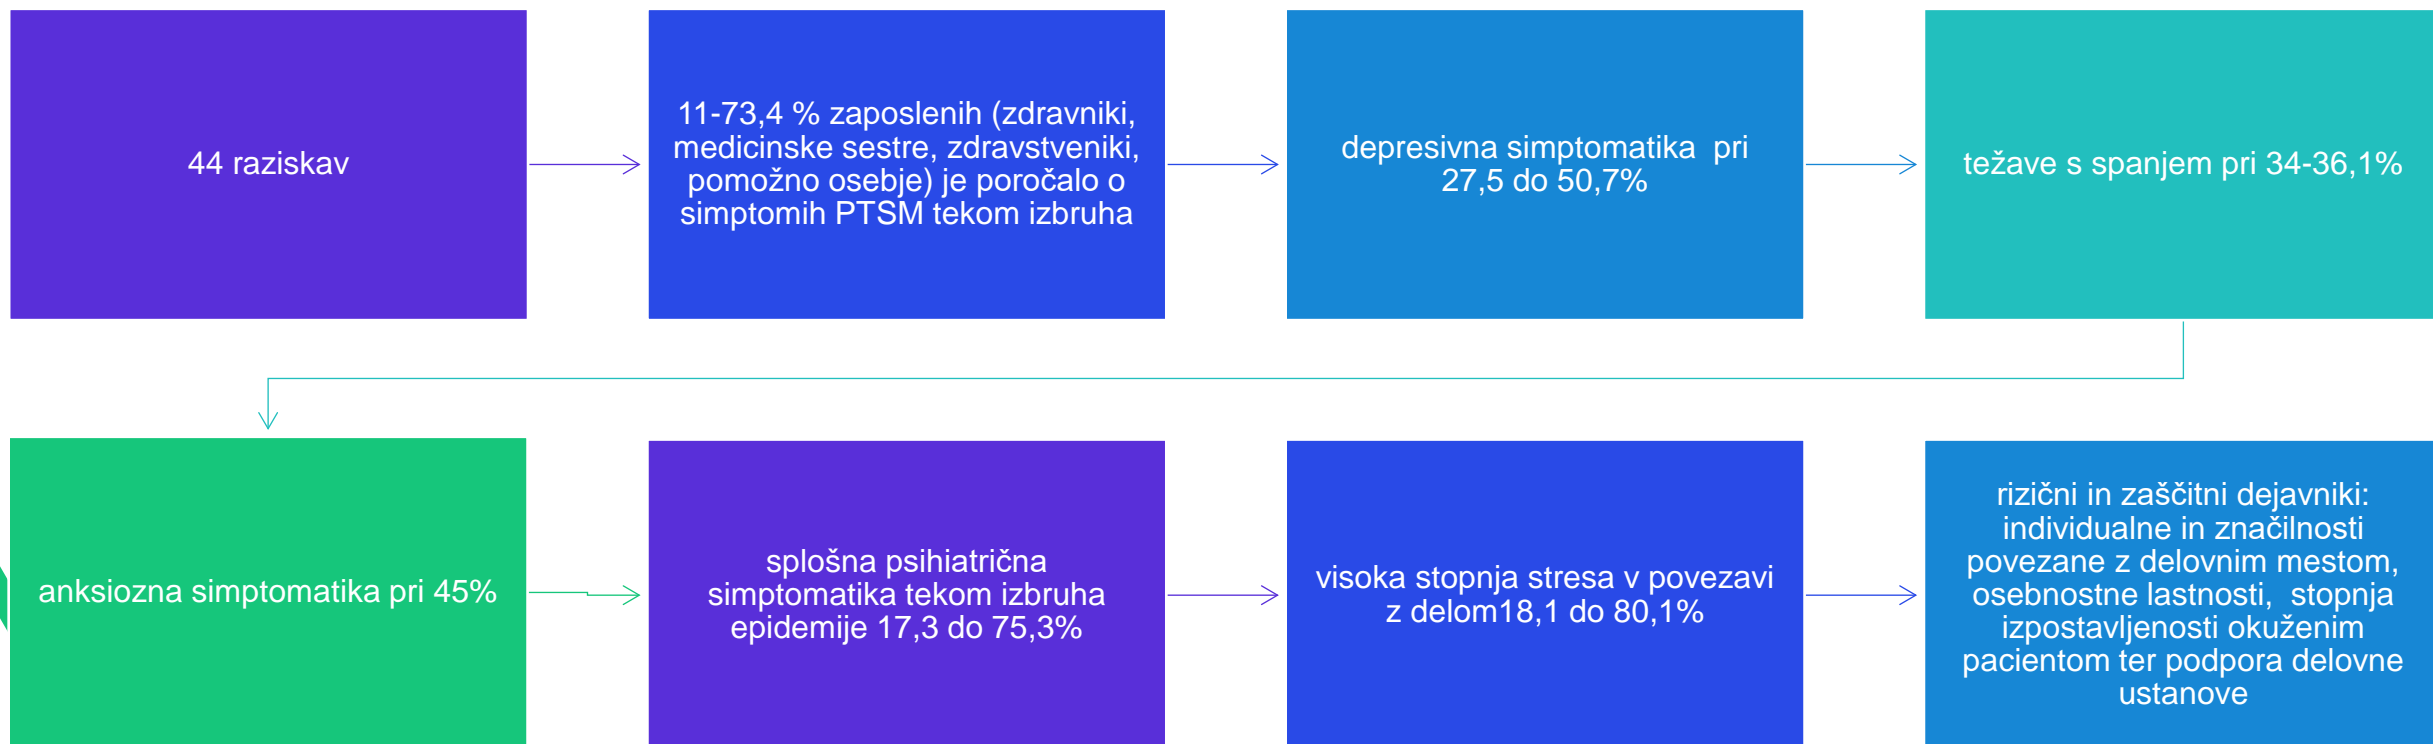 44 raziskav
11-73,4 % zaposlenih (zdravniki,
medicinske sestre, zdravstveniki,
pomožno osebje) je poročalo o
simptomih PTSM tekom izbruha
depresivna simptomatika  pri
27,5 do 50,7%
težave s spanjem pri 34-36,1%
anksiozna simptomatika pri 45%
splošna psihiatrična
simptomatika tekom izbruha
epidemije 17,3 do 75,3%
visoka stopnja stresa v povezavi
z delom18,1 do 80,1%
rizični in zaščitni dejavniki:
individualne in značilnosti
povezane z delovnim mestom,
osebnostne lastnosti,  stopnja
izpostavljenosti okuženim
pacientom ter podpora delovne
ustanove